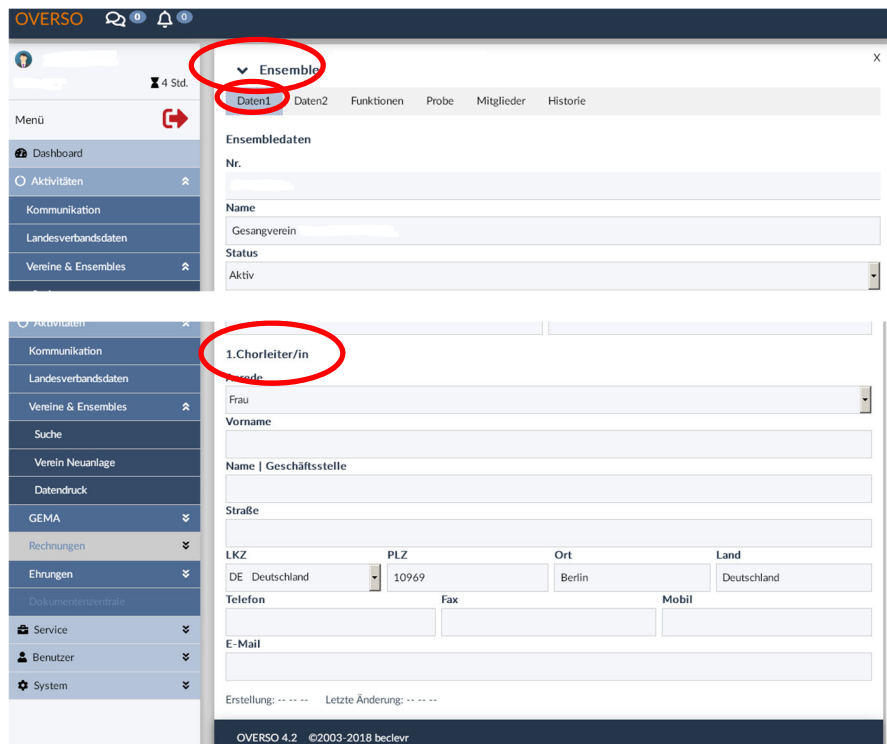 OVERSO 0 0
X
4 Std.
Menü
Dashboard
Aktivitäten
Kommunikation
Landesverbandsdaten
Vereine & Ensembles
Ensemble
Daten1 Daten2 Funktionen Probe Mitglieder Historie
Ensembledaten
Nr.
Name
Gesangverein
Status
Aktiv
Aktivitäten
Kommunikation
Landesverbandsdaten
Vereine & Ensembles
Suche
Verein Neuanlage
Datendruck
GEMA
Rechnungen
Ehrungen
Dokumentenzentrale
Service
Benutzer
System
1.Chorleiter/in
Anrede
Frau
Vorname
Name | Geschäftsstelle
Straße
LKZ PLZ Ort Land
DE Deutschland 10969 Berlin Deutschland
Telefon Fax Mobil
E-Mail
Erstellung: -- -- -- Letzte Änderung: -- -- --
OVERSO 4.2 ©2003-2018 beclevr